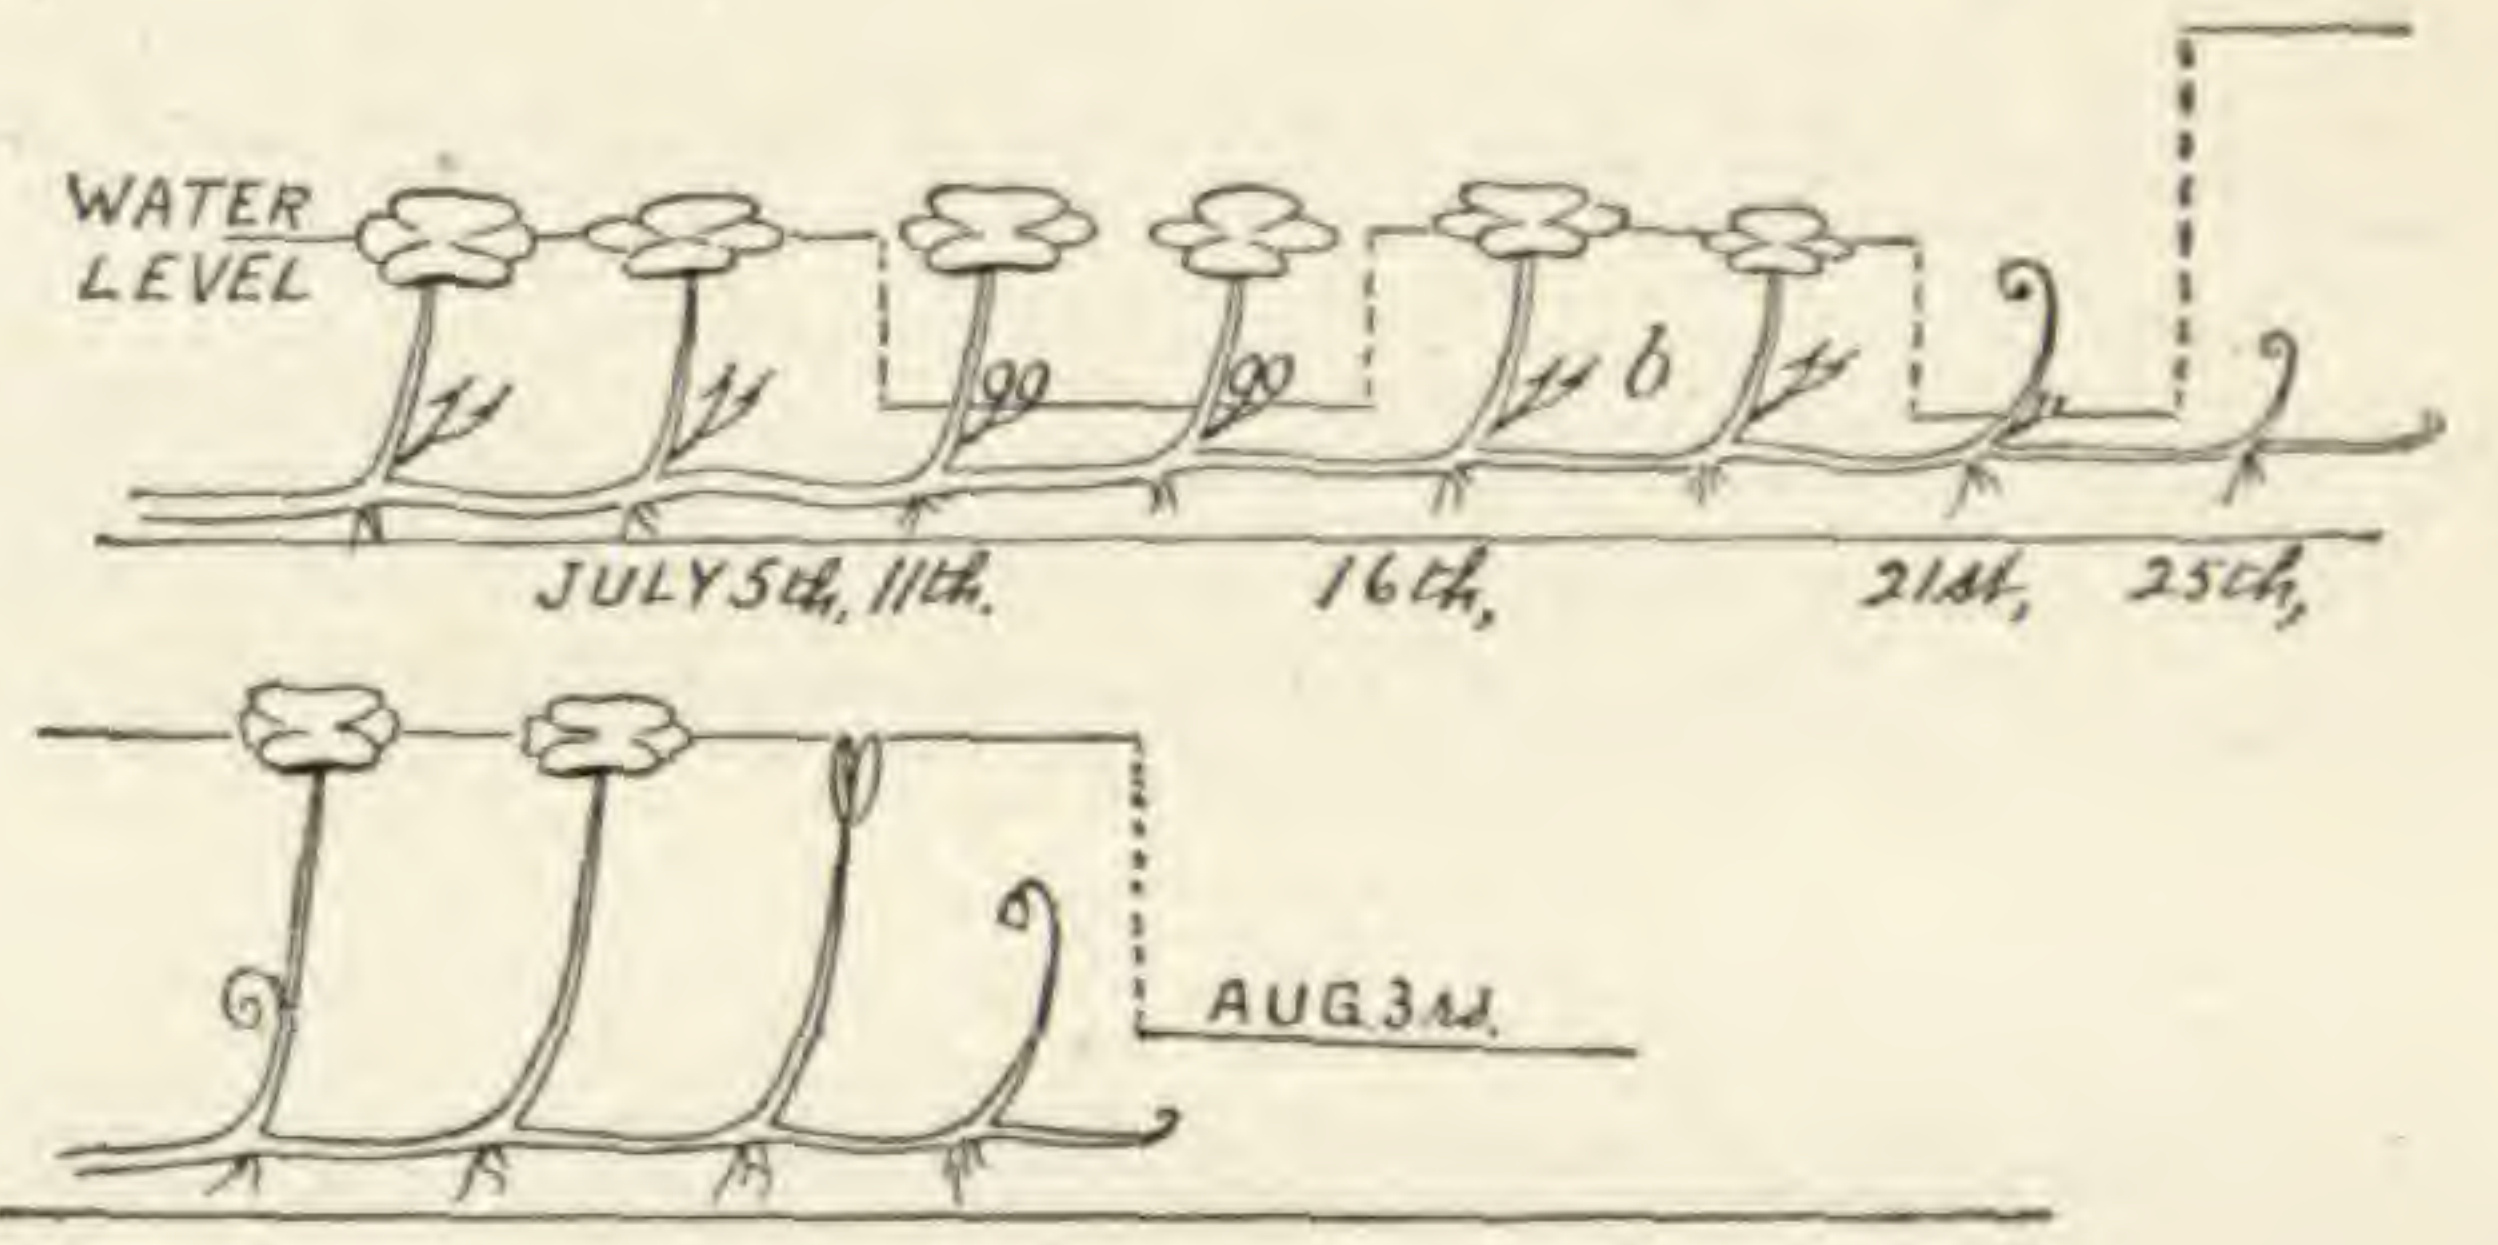 WATER
LEVEL
b
JULY 5th, 11th. 16th, 21st, 25th,
AUG. 3rd.